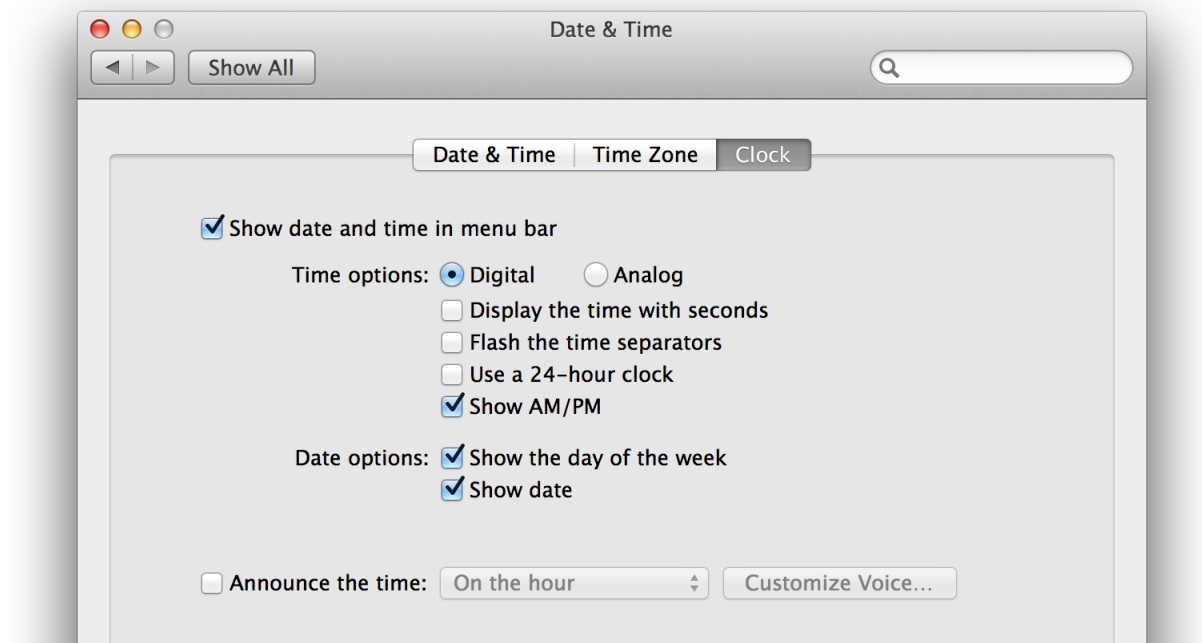 Date & Time
Show All
Date & Time Time Zone Clock
Show date and time in menu bar
Time options: Digital Analog
Display the time with seconds
Flash the time separators
Use a 24-hour clock
Show AM/PM
Date options: Show the day of the week
Show date
Announce the time: On the hour Customize Voice...